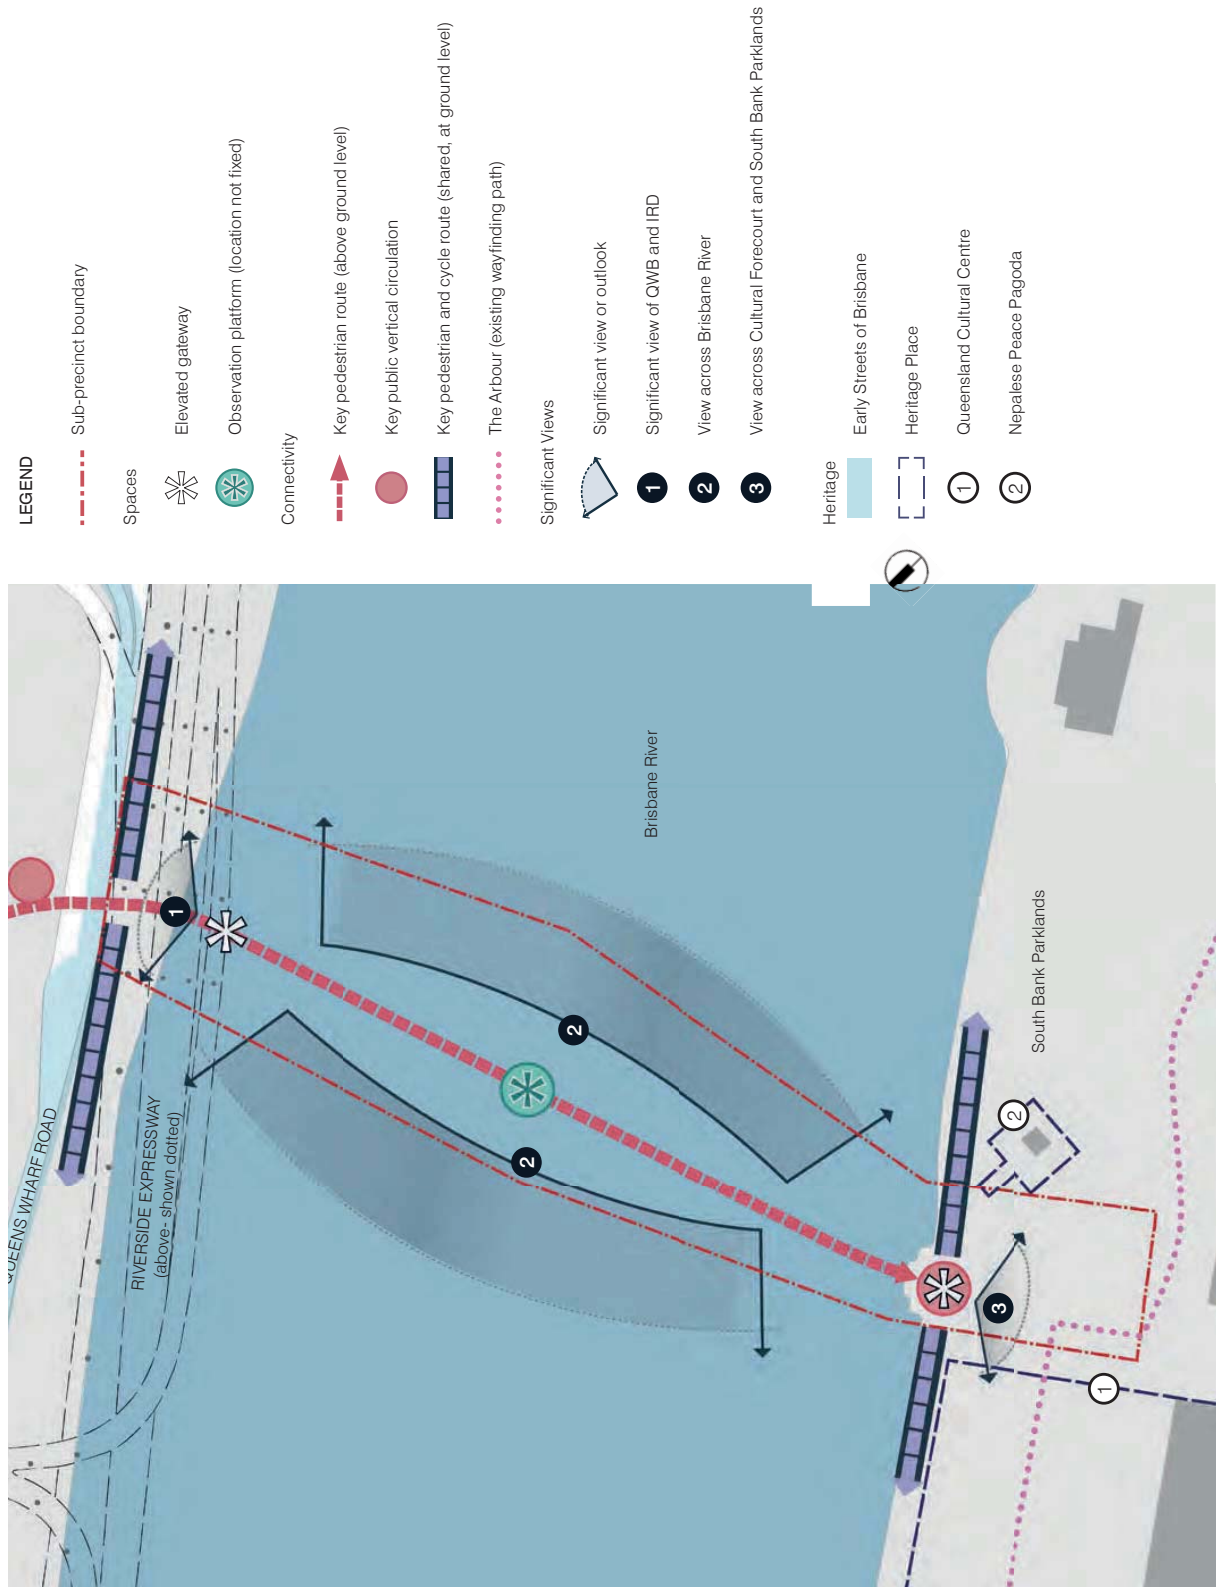 LEGEND
Sub-precinct boundary
Spaces
Elevated gateway
Observation platform (location not fixed)
Connectivity
Key pedestrian route (above ground level)
Key public vertical circulation
Key pedestrian and cycle route (shared, at ground level)
The Arbour (existing wayfinding path)
Significant Views
Significant view or outlook
1 Significant view of QWB and IRD
2 View across Brisbane River
3 View across Cultural Forecourt and South Bank Parklands
Heritage
Early Streets of Brisbane
Heritage Place
1 Queensland Cultural Centre
2 Nepalese Peace Pagoda
QUEENS WHARF ROAD
RIVERSIDE EXPRESSWAY
(above- shown dotted)
1
2
2
Brisbane River
3
1
2
South Bank Parklands